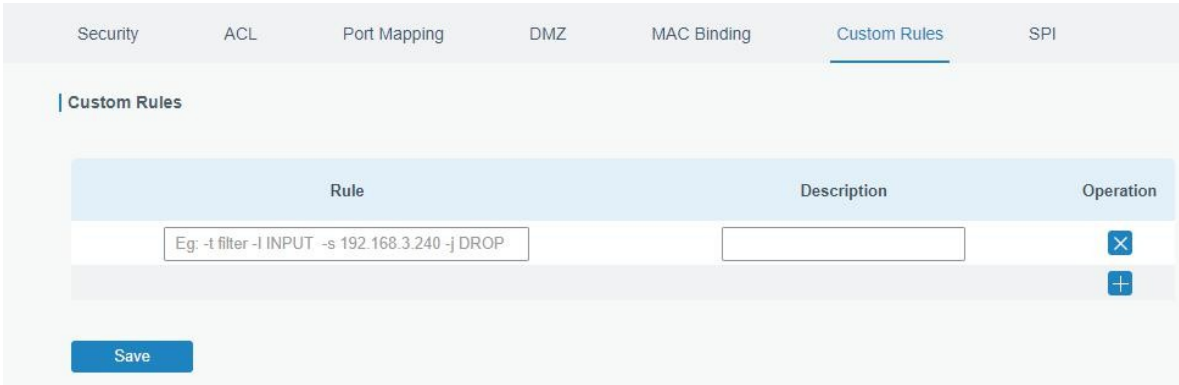 Security ACL Port Mapping DMZ MAC Binding Custom Rules SPI
Custom Rules
Rule Description Operation
Eg: -t filter -I INPUT -s 192.168.3.240 -j DROP
Save